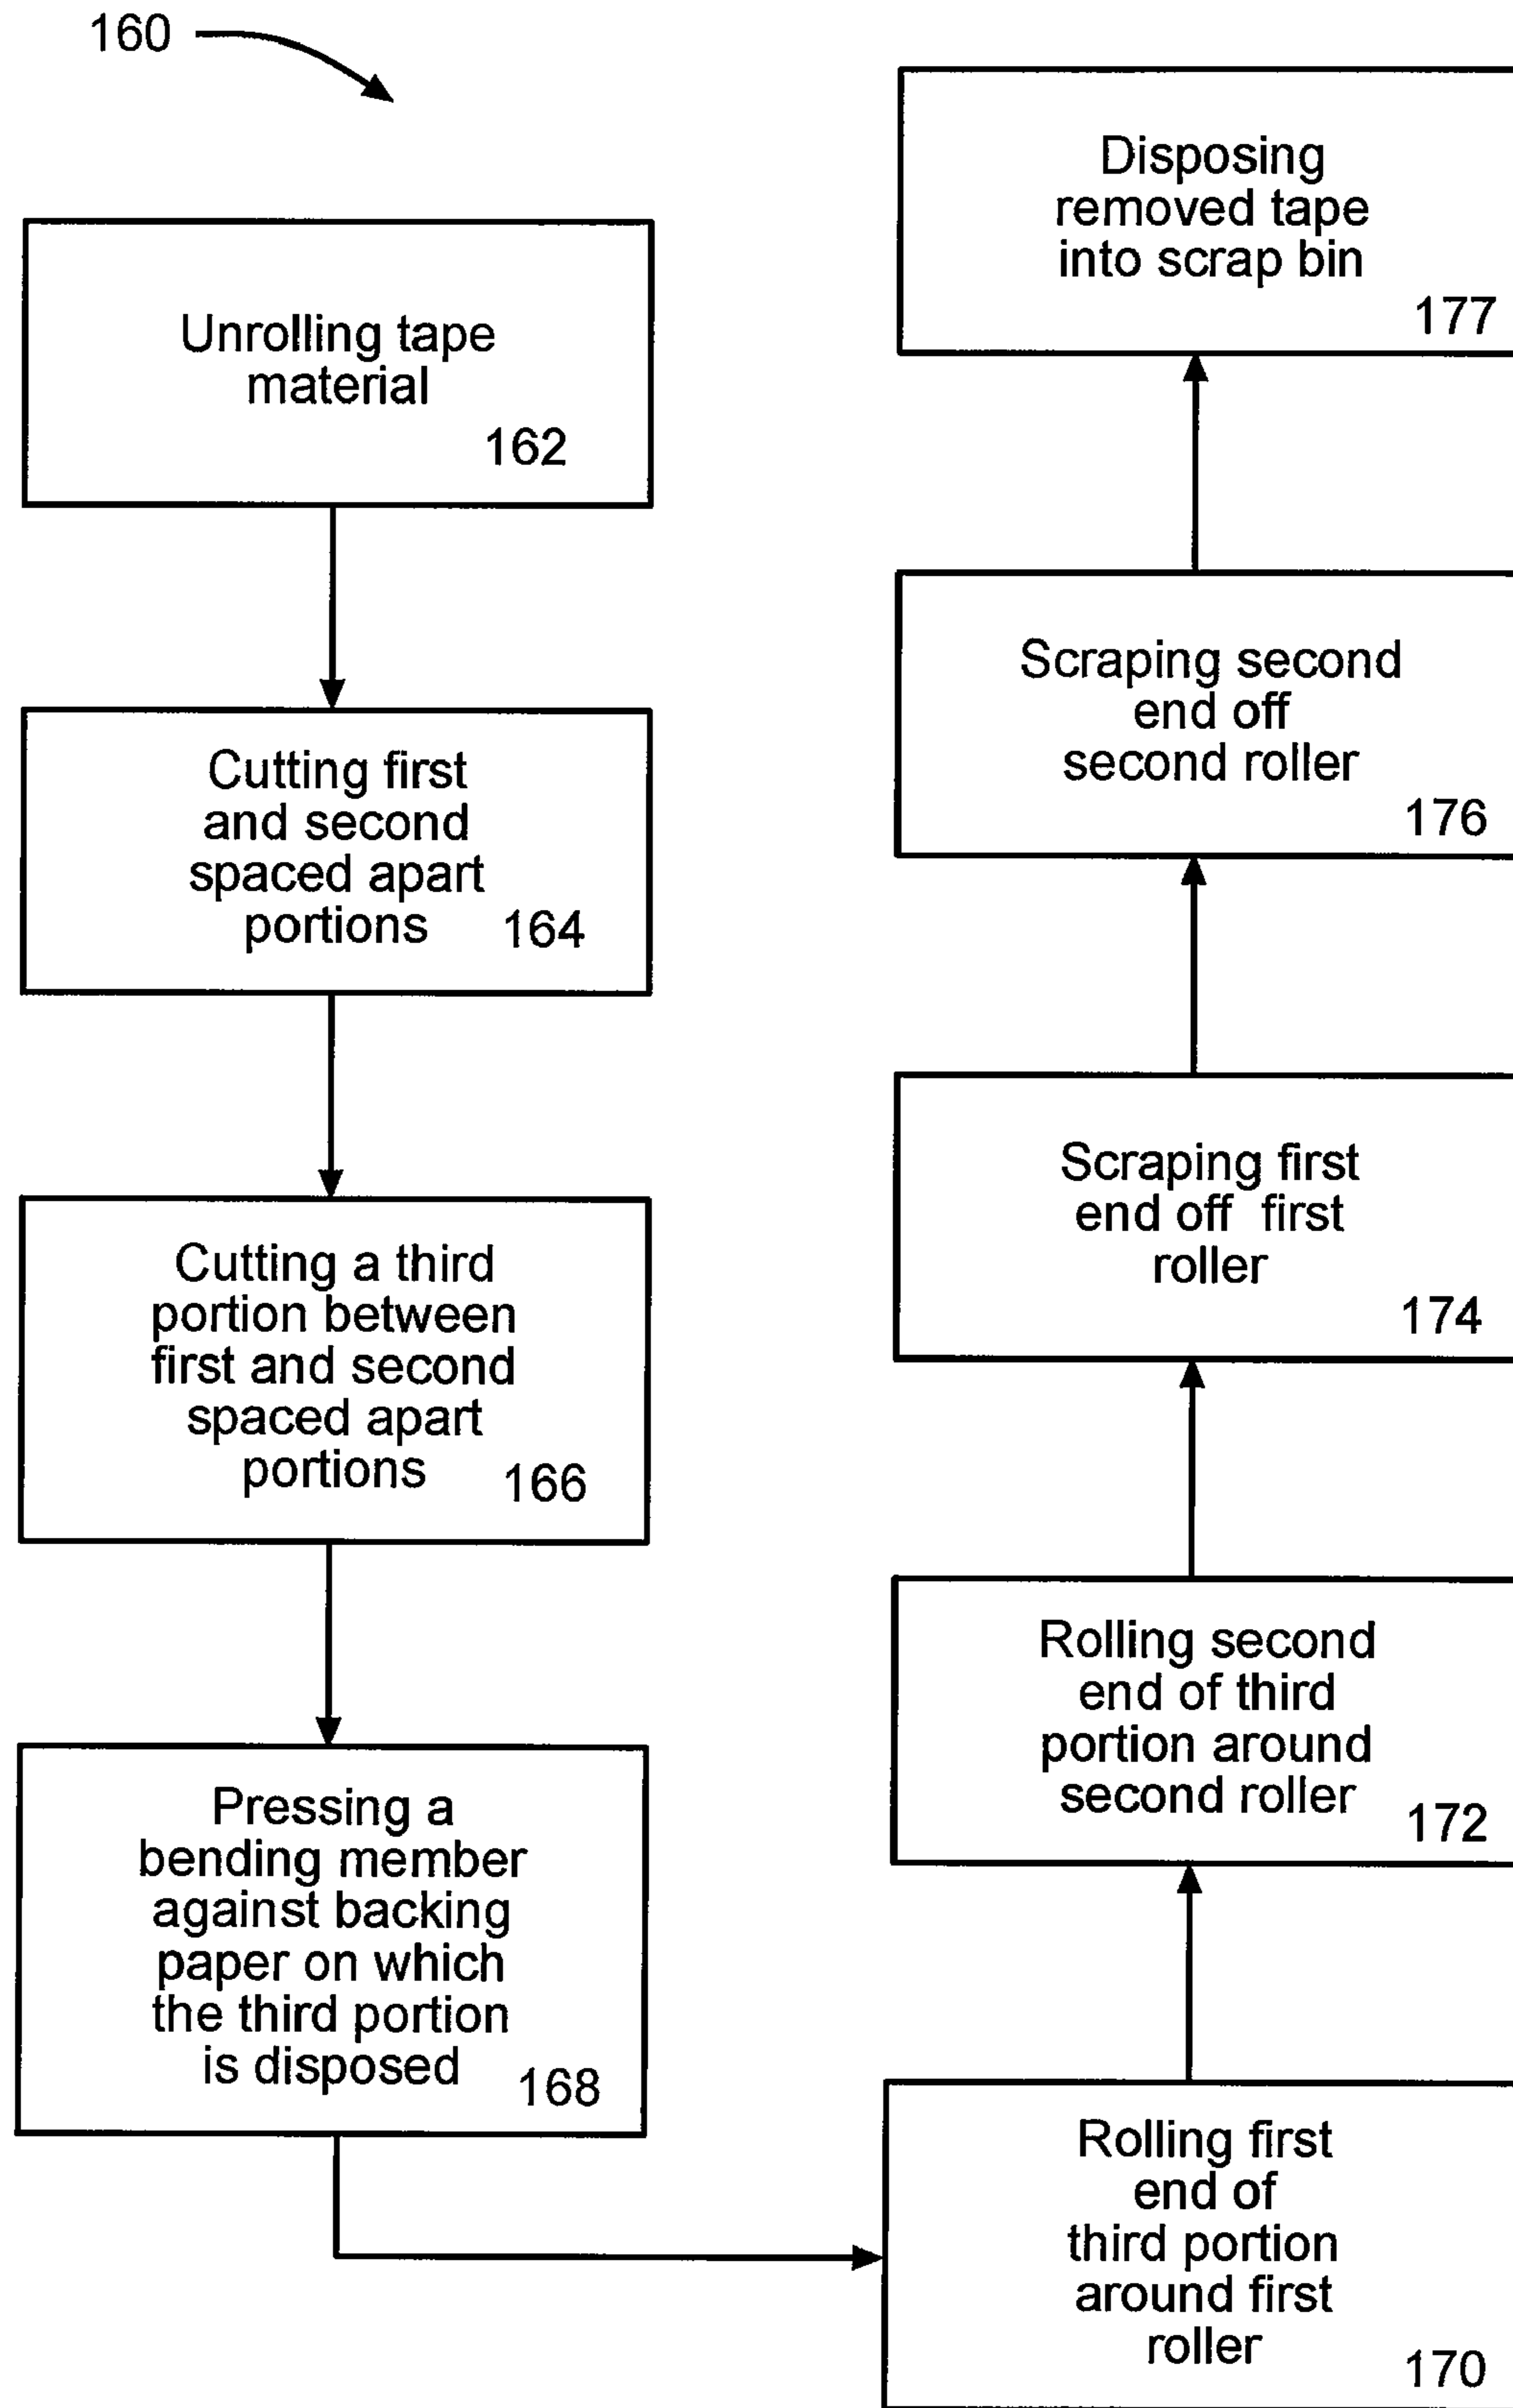 160
Unrolling tape
material
162
Cutting first
and second
spaced apart
portions 164
Cutting a third
portion between
first and second
spaced apart
portions 166
Pressing a
bending member
against backing
paper on which
the third portion
is disposed 168
Rolling first
end of
third portion
around first
roller 170
Rolling second
end of third
portion around
second roller 172
Scraping first
end off first
roller
174
Scraping second
end off
second roller
176
Disposing
removed tape
into scrap bin
177